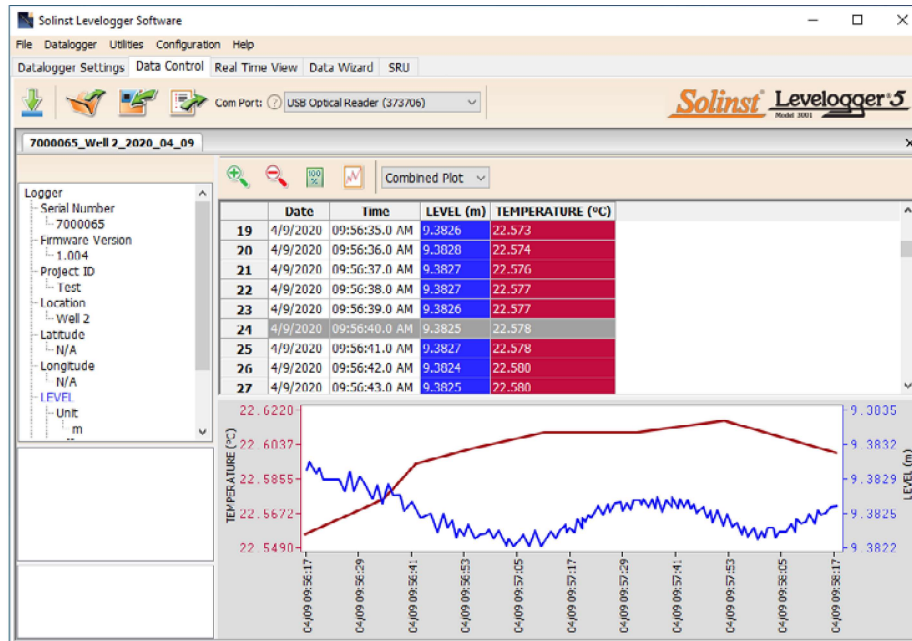 Solinst Levelogger Software
File Datalogger Utilities Configuration Help
Datalogger Settings Data Control Real Time View Data Wizard SRU
Com Port: ? USB Optical Reader (373706)
Solinst® Levelogger® 5
Model 3001
7000065_Well 2_2020_04_09
100 %
Combined Plot
Logger
Serial Number
7000065
Firmware Version
1.004
Project ID
Test
Location
Well 2
Latitude
N/A
Longitude
N/A
LEVEL
Unit
m
Date Time LEVEL (m) TEMPERATURE (°C)
19 4/9/2020 09:56:35.0 AM 9.3826 22.573
20 4/9/2020 09:56:36.0 AM 9.3828 22.574
21 4/9/2020 09:56:37.0 AM 9.3827 22.576
22 4/9/2020 09:56:38.0 AM 9.3827 22.577
23 4/9/2020 09:56:39.0 AM 9.3826 22.577
24 4/9/2020 09:56:40.0 AM 9.3825 22.578
25 4/9/2020 09:56:41.0 AM 9.3827 22.578
26 4/9/2020 09:56:42.0 AM 9.3824 22.580
27 4/9/2020 09:56:43.0 AM 9.3825 22.580
TEMPERATURE (°C)
22.6220
22.6037
22.5855
22.5672
22.5490
9.3835
9.3832
9.3829
9.3825
9.3822
LEVEL (m)
04/09 09:56:17
04/09 09:56:29
04/09 09:56:41
04/09 09:56:53
04/09 09:57:05
04/09 09:57:17
04/09 09:57:29
04/09 09:57:41
04/09 09:57:53
04/09 09:58:05
04/09 09:58:17